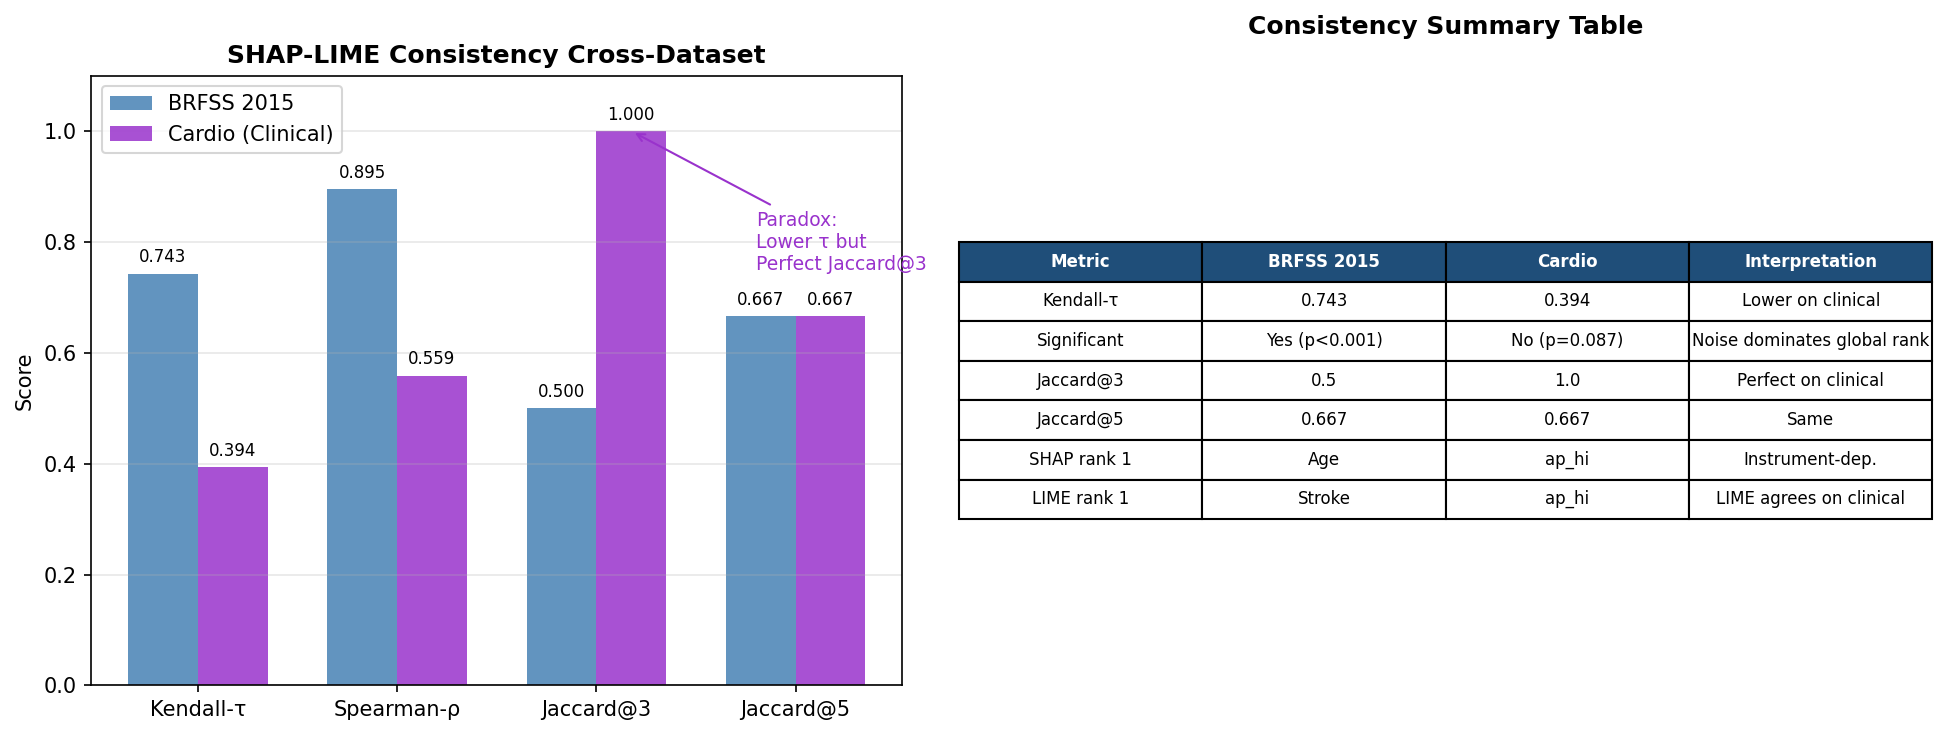 SHAP-LIME Consistency Cross-Dataset
BRFSS 2015
Cardio (Clinical)
Score
1.0
0.8
0.6
0.4
0.2
0.0
0.743
0.394
0.895
0.559
0.500
1.000
0.667
0.667
Paradox:
Lower τ but
Perfect Jaccard@3
Kendall-τ
Spearman-ρ
Jaccard@3
Jaccard@5
Consistency Summary Table
Metric BRFSS 2015 Cardio Interpretation
Kendall-τ 0.743 0.394 Lower on clinical
Significant Yes (p<0.001) No (p=0.087) Noise dominates global rank
Jaccard@3 0.5 1.0 Perfect on clinical
Jaccard@5 0.667 0.667 Same
SHAP rank 1 Age ap_hi Instrument-dep.
LIME rank 1 Stroke ap_hi LIME agrees on clinical